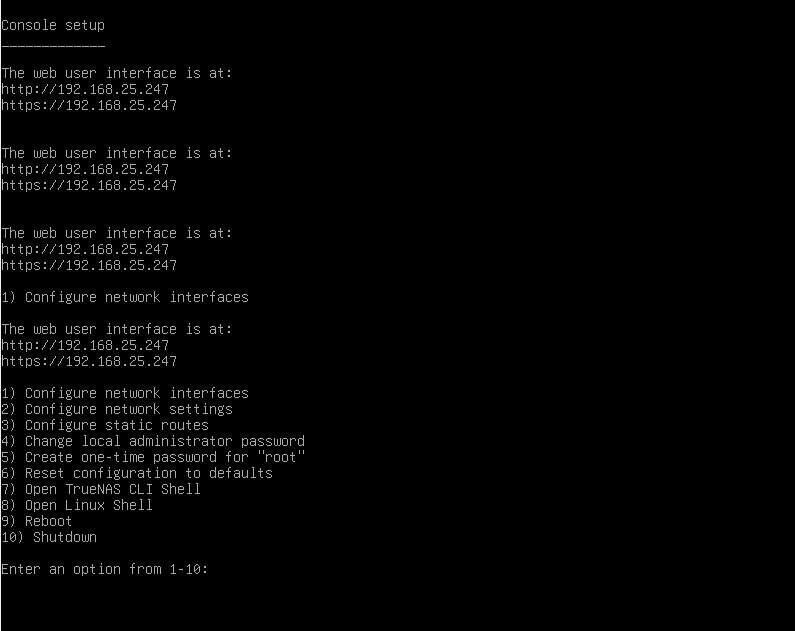 Console setup
-------------
The web user interface is at:
http://192.168.25.247
https://192.168.25.247
The web user interface is at:
http://192.168.25.247
https://192.168.25.247
The web user interface is at:
http://192.168.25.247
https://192.168.25.247
1) Configure network interfaces
The web user interface is at:
http://192.168.25.247
https://192.168.25.247
1) Configure network interfaces
2) Configure network settings
3) Configure static routes
4) Change local administrator password
5) Create one-time password for "root"
6) Reset configuration to defaults
7) Open TrueNAS CLI Shell
8) Open Linux Shell
9) Reboot
10) Shutdown
Enter an option from 1-10: